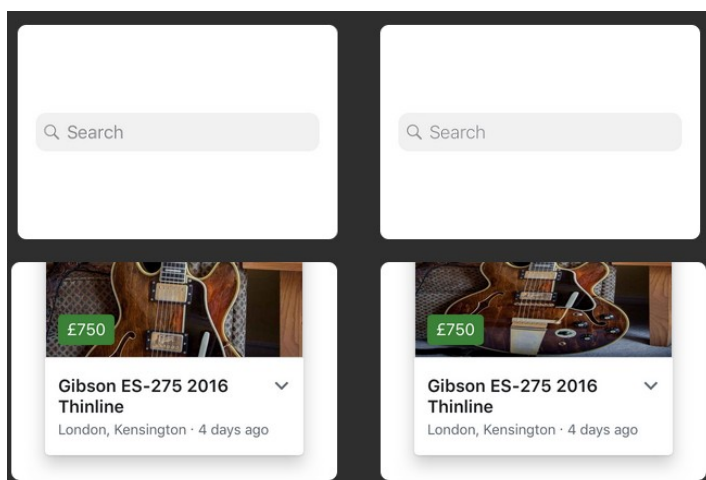 Search
Search
£750
Gibson ES-275 2016
Thinline
London, Kensington · 4 days ago
£750
Gibson ES-275 2016
Thinline
London, Kensington · 4 days ago